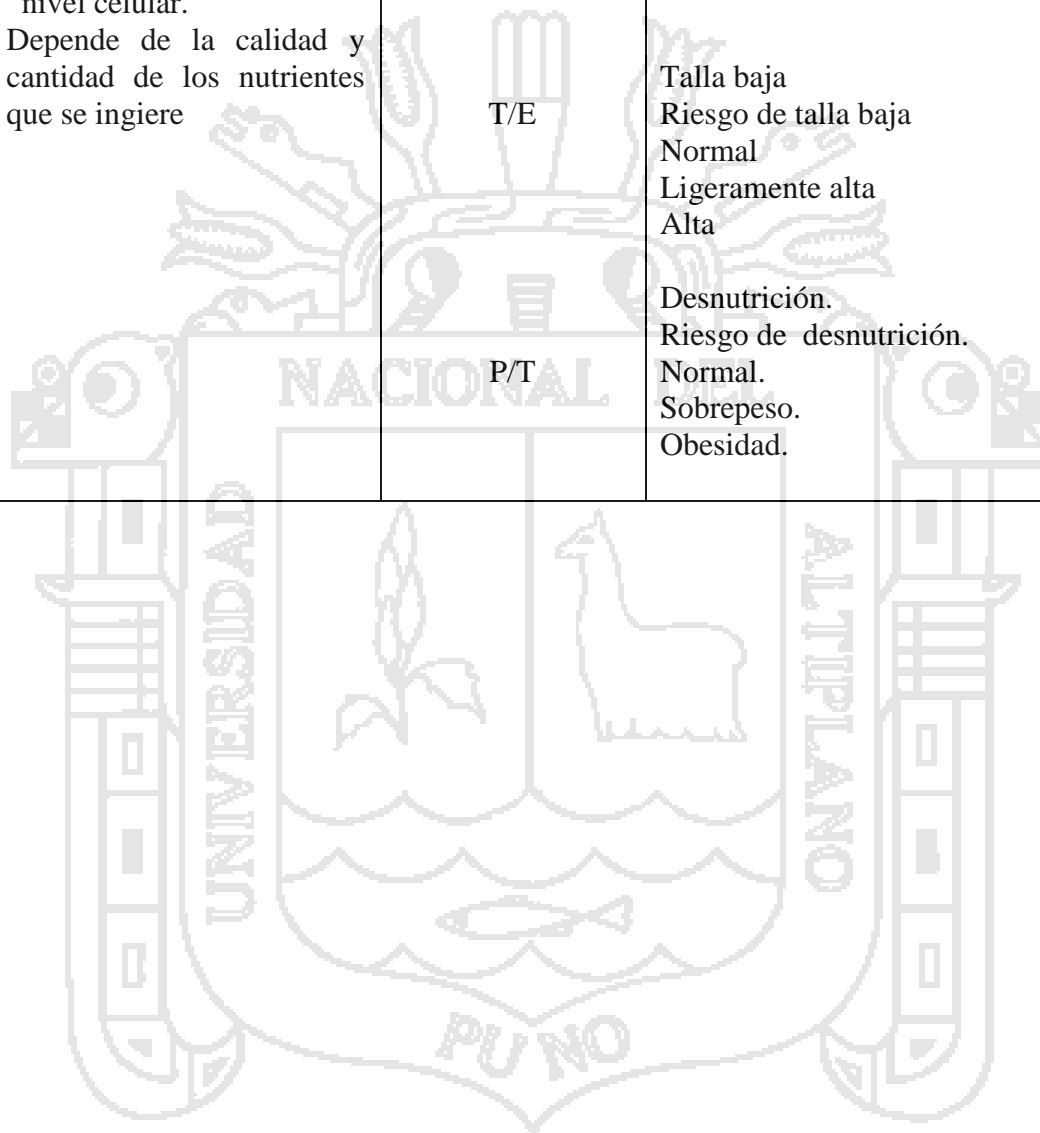 nivel celular.
Depende de la calidad y
cantidad de los nutrientes
que se ingiere
T/E
Talla baja
Riesgo de talla baja
Normal
Ligeramente alta
Alta
P/T
Desnutrición.
Riesgo de desnutrición.
Normal.
Sobrepeso.
Obesidad.
UNIVERSIDAD
NACIONAL DEL
ALTIPLANO
PUNO